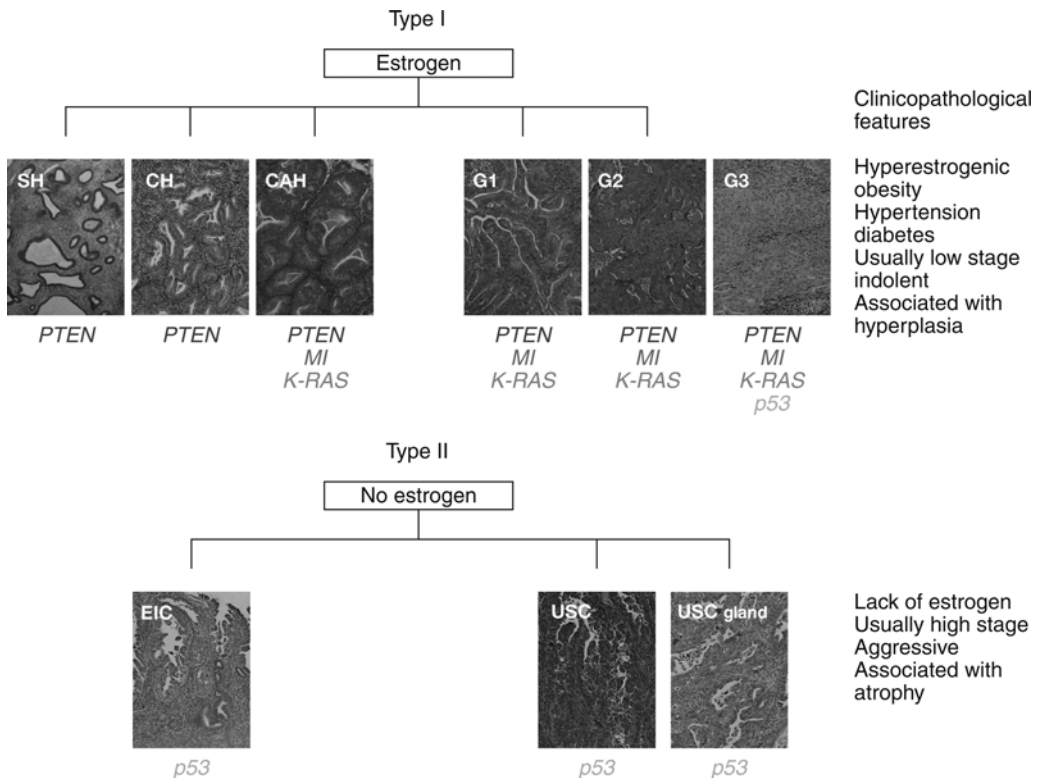 Type I
Estrogen
Clinicopathological
features
SH
CH
CAH
G1
G2
G3
Hyperestrogenic
obesity
Hypertension
diabetes
Usually low stage
indolent
Associated with
hyperplasia
PTEN
PTEN
PTEN
MI
K-RAS
PTEN
MI
K-RAS
PTEN
MI
K-RAS
PTEN
MI
K-RAS
p53
Type II
No estrogen
EIC
USC
USC gland
Lack of estrogen
Usually high stage
Aggressive
Associated with
atrophy
p53
p53
p53